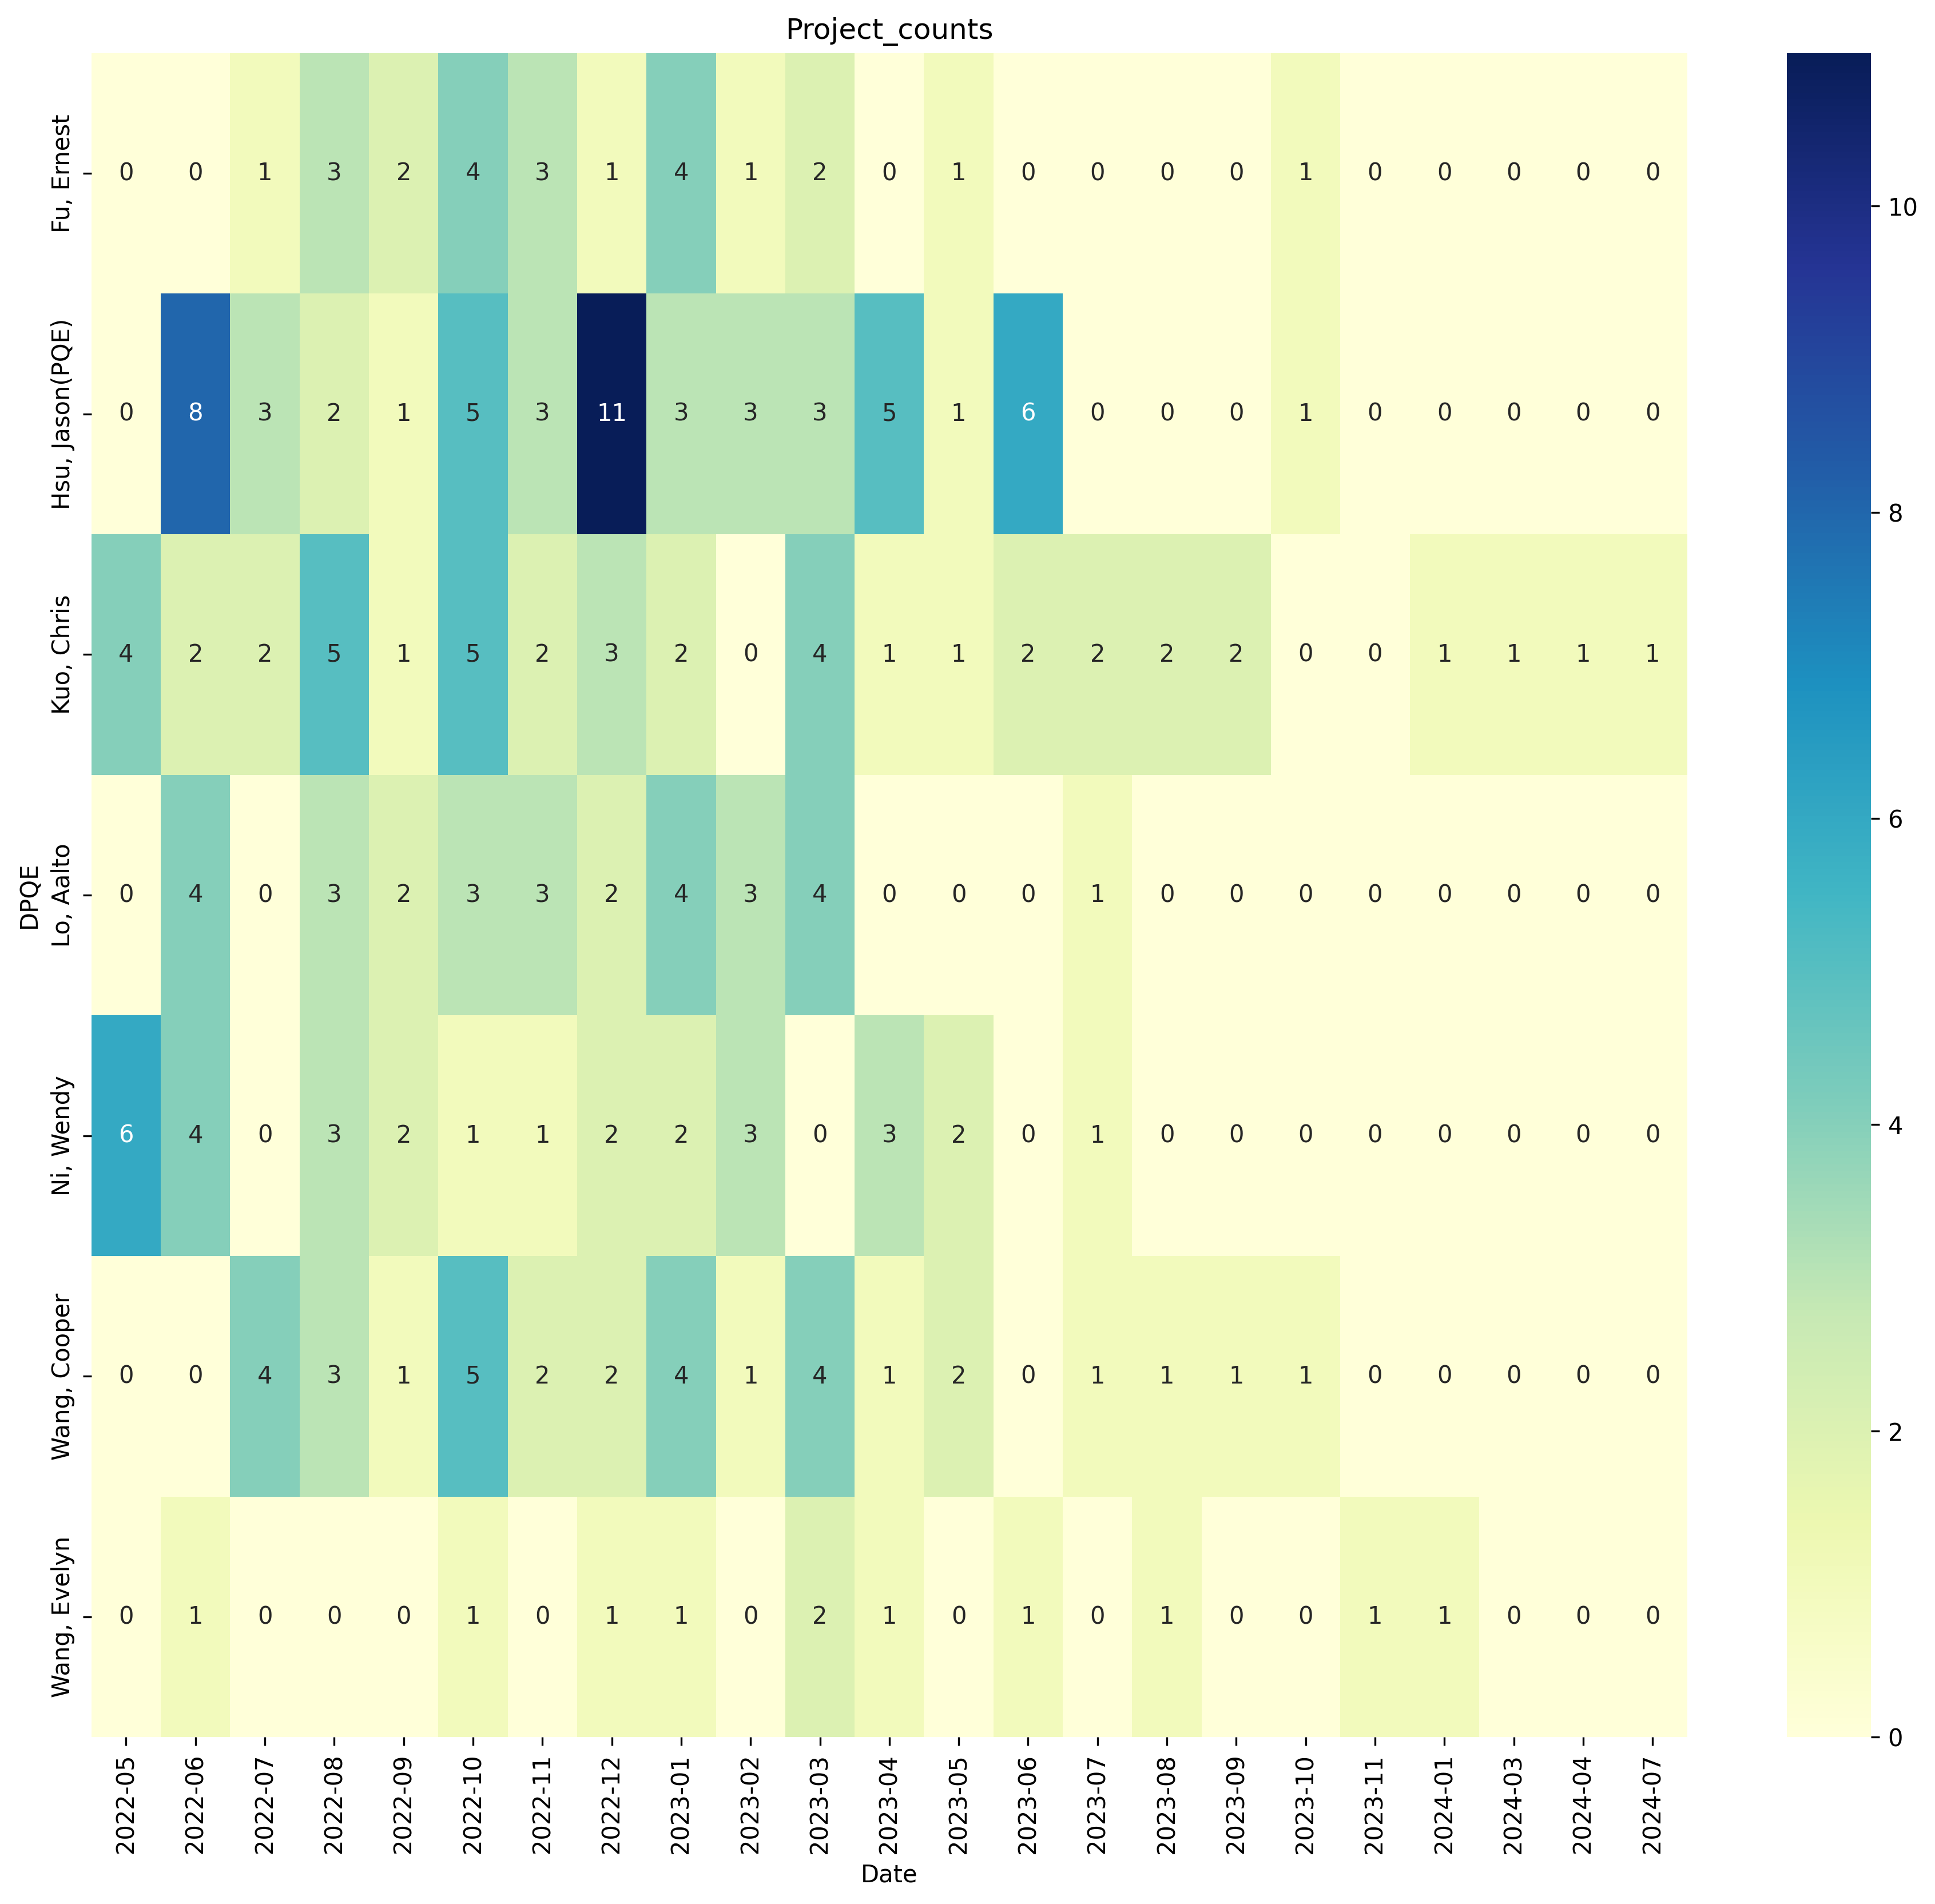 Project_counts
Fu, Ernest
0 0 1 3 2 4 3 1 4 1 2 0 1 0 0 0 0 1 0 0 0 0 0
Hsu, Jason(PQE)
0 8 3 2 1 5 3 11 3 3 3 5 1 6 0 0 0 1 0 0 0 0 0
Kuo, Chris
4 2 2 5 1 5 2 3 2 0 4 1 1 2 2 2 2 0 0 1 1 1 1
DPQE
Lo, Aalto
0 4 0 3 2 3 3 2 4 3 4 0 0 0 1 0 0 0 0 0 0 0 0
Ni, Wendy
6 4 0 3 2 1 1 2 2 3 0 3 2 0 1 0 0 0 0 0 0 0 0
Wang, Cooper
0 0 4 3 1 5 2 2 4 1 4 1 2 0 1 1 1 1 0 0 0 0 0
Wang, Evelyn
0 1 0 0 0 1 0 1 1 0 2 1 0 1 0 1 0 0 1 1 0 0 0
2022-05 2022-06 2022-07 2022-08 2022-09 2022-10 2022-11 2022-12 2023-01 2023-02 2023-03 2023-04 2023-05 2023-06 2023-07 2023-08 2023-09 2023-10 2023-11 2024-01 2024-03 2024-04 2024-07
Date
10
8
6
4
2
0